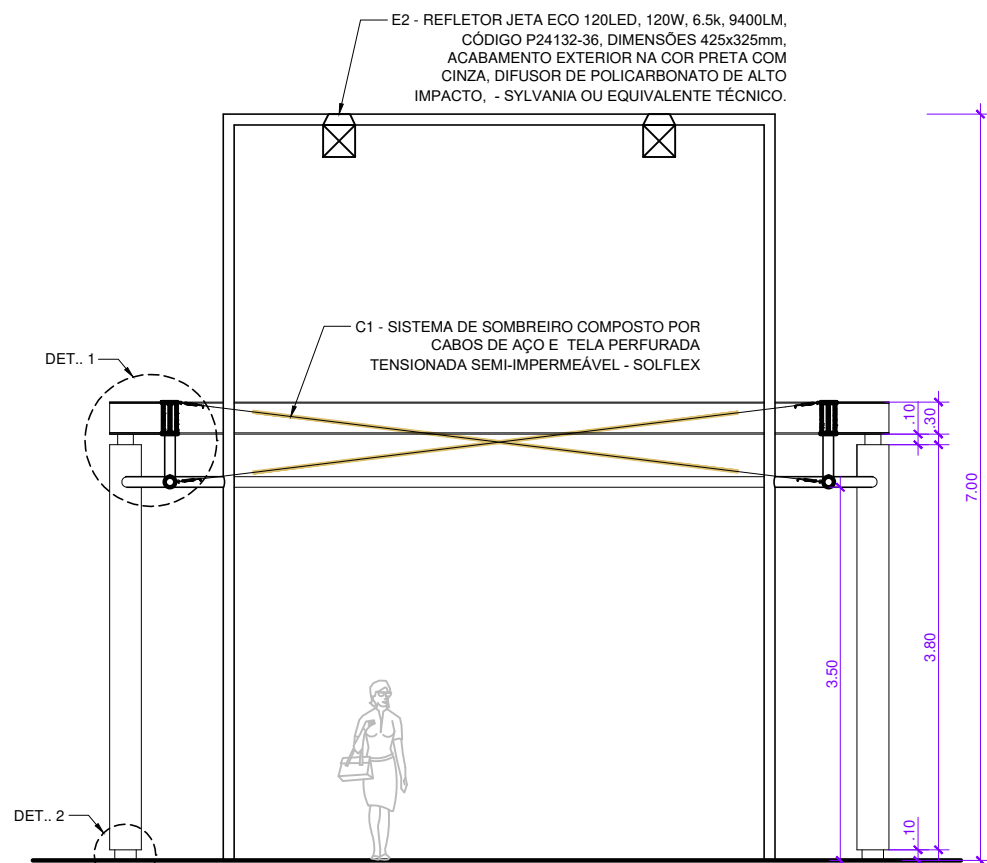 E2 - REFLETOR JETA ECO 120LED, 120W, 6.5k, 9400LM,
CÓDIGO P24132-36, DIMENSÕES 425x325mm,
ACABAMENTO EXTERIOR NA COR PRETA COM
CINZA, DIFUSOR DE POLICARBONATO DE ALTO
IMPACTO, - SYLVANIA OU EQUIVALENTE TÉCNICO.
C1 - SISTEMA DE SOMBREIRO COMPOSTO POR
CABOS DE AÇO E TELA PERFURADA
TENSIONADA SEMI-IMPERMEÁVEL - SOLFLEX
DET.. 1
.10
.30
7.00
3.80
3.50
DET.. 2
.10